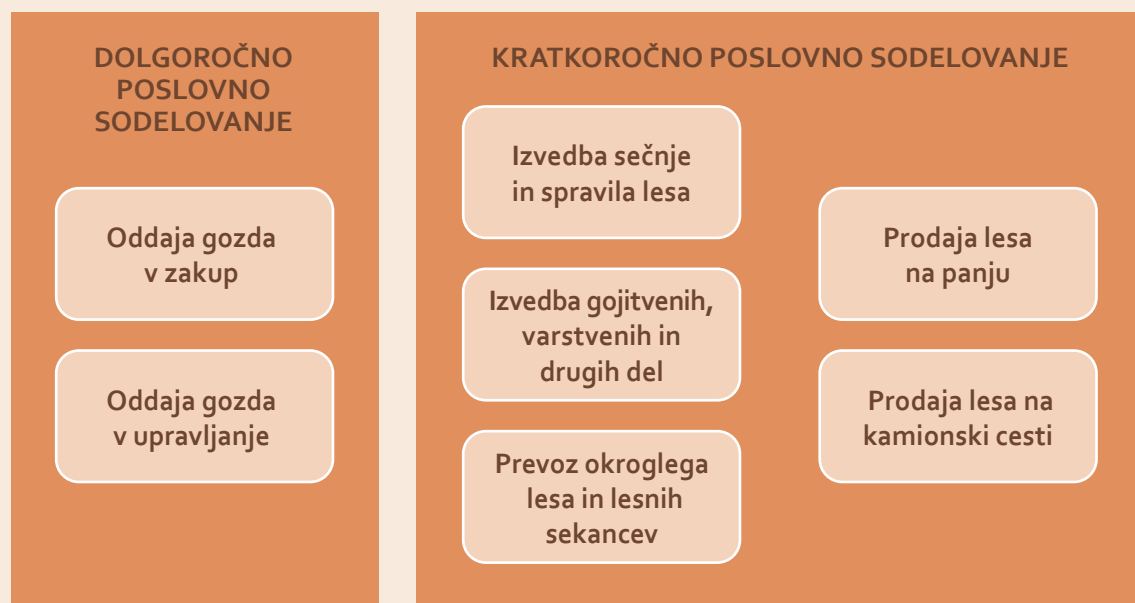 DOLGOROČNO
POSLOVNO
SODELOVANJE
Oddaja gozda
v zakup
Oddaja gozda
v upravljanje
KRATKOROČNO POSLOVNO SODELOVANJE
Izvedba sečnje
in spravila lesa
Izvedba gojitvenih,
varstvenih in
drugih del
Prevoz okroglega
lesa in lesnih
sekancev
Prodaja lesa
na panju
Prodaja lesa na
kamionski cesti